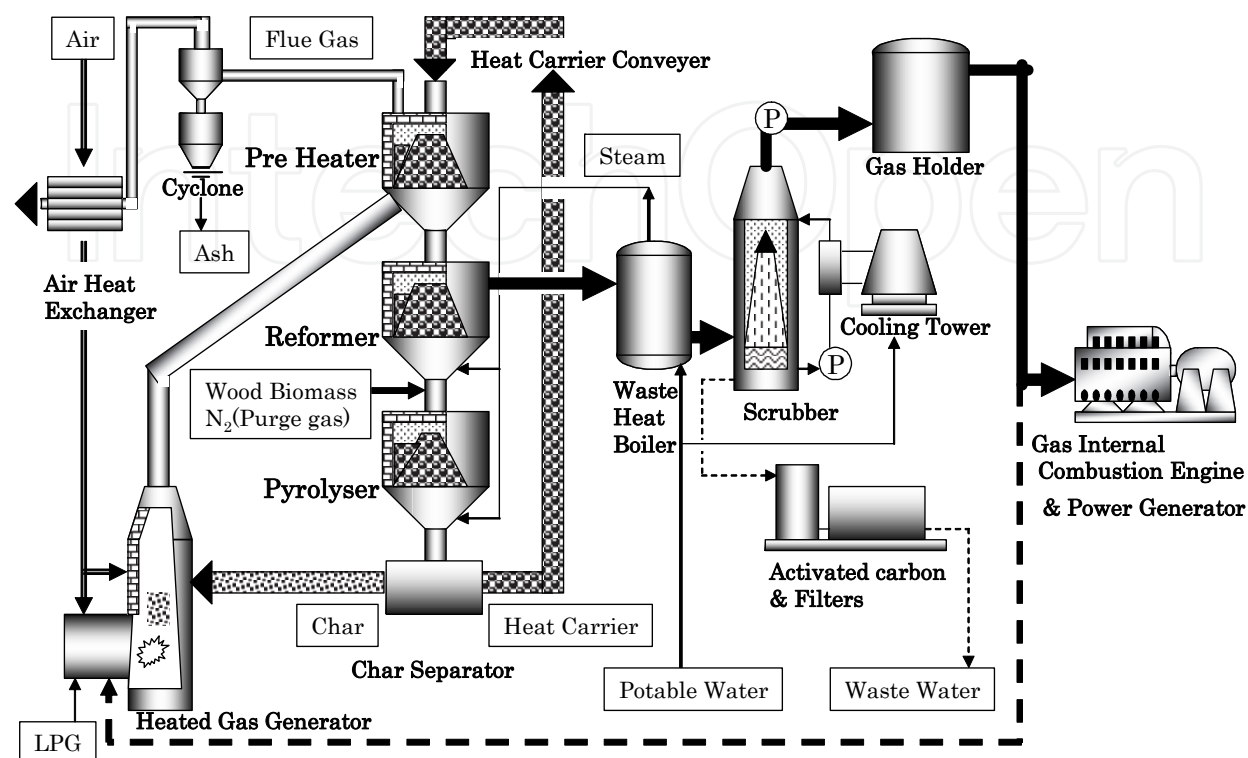 Air
Flue Gas
Heat Carrier Conveyer
P
Gas Holder
Pre Heater
Steam
Cyclone
Ash
Air Heat
Exchanger
Reformer
Cooling Tower
P
Wood Biomass
N2(Purge gas)
Waste
Heat
Boiler
Scrubber
Gas Internal
Combustion Engine
& Power Generator
Pyrolyser
Activated carbon
& Filters
Char
Heat Carrier
Char Separator
Potable Water
Waste Water
Heated Gas Generator
LPG
IntechOpen